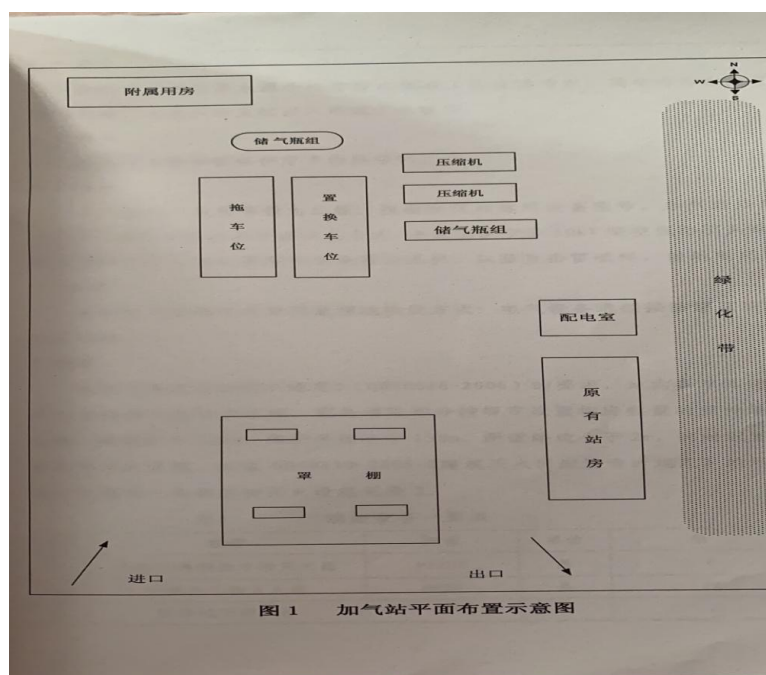 N
W
S
附属用房
储气瓶组
压缩机
压缩机
储气瓶组
拖车位
置换车位
配电室
绿化带
原有站房
罩 棚
进口
出口
图 1 加气站平面布置示意图